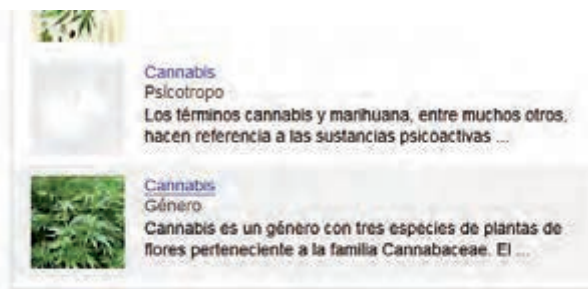 Cannabis
Psicotropo
Los términos cannabis y marihuana, entre muchos otros,
hacen referencia a las sustancias psicoactivas ...
Cannabis
Género
Cannabis es un género con tres especies de plantas de
flores perteneciente a la familia Cannabaceae. El ...